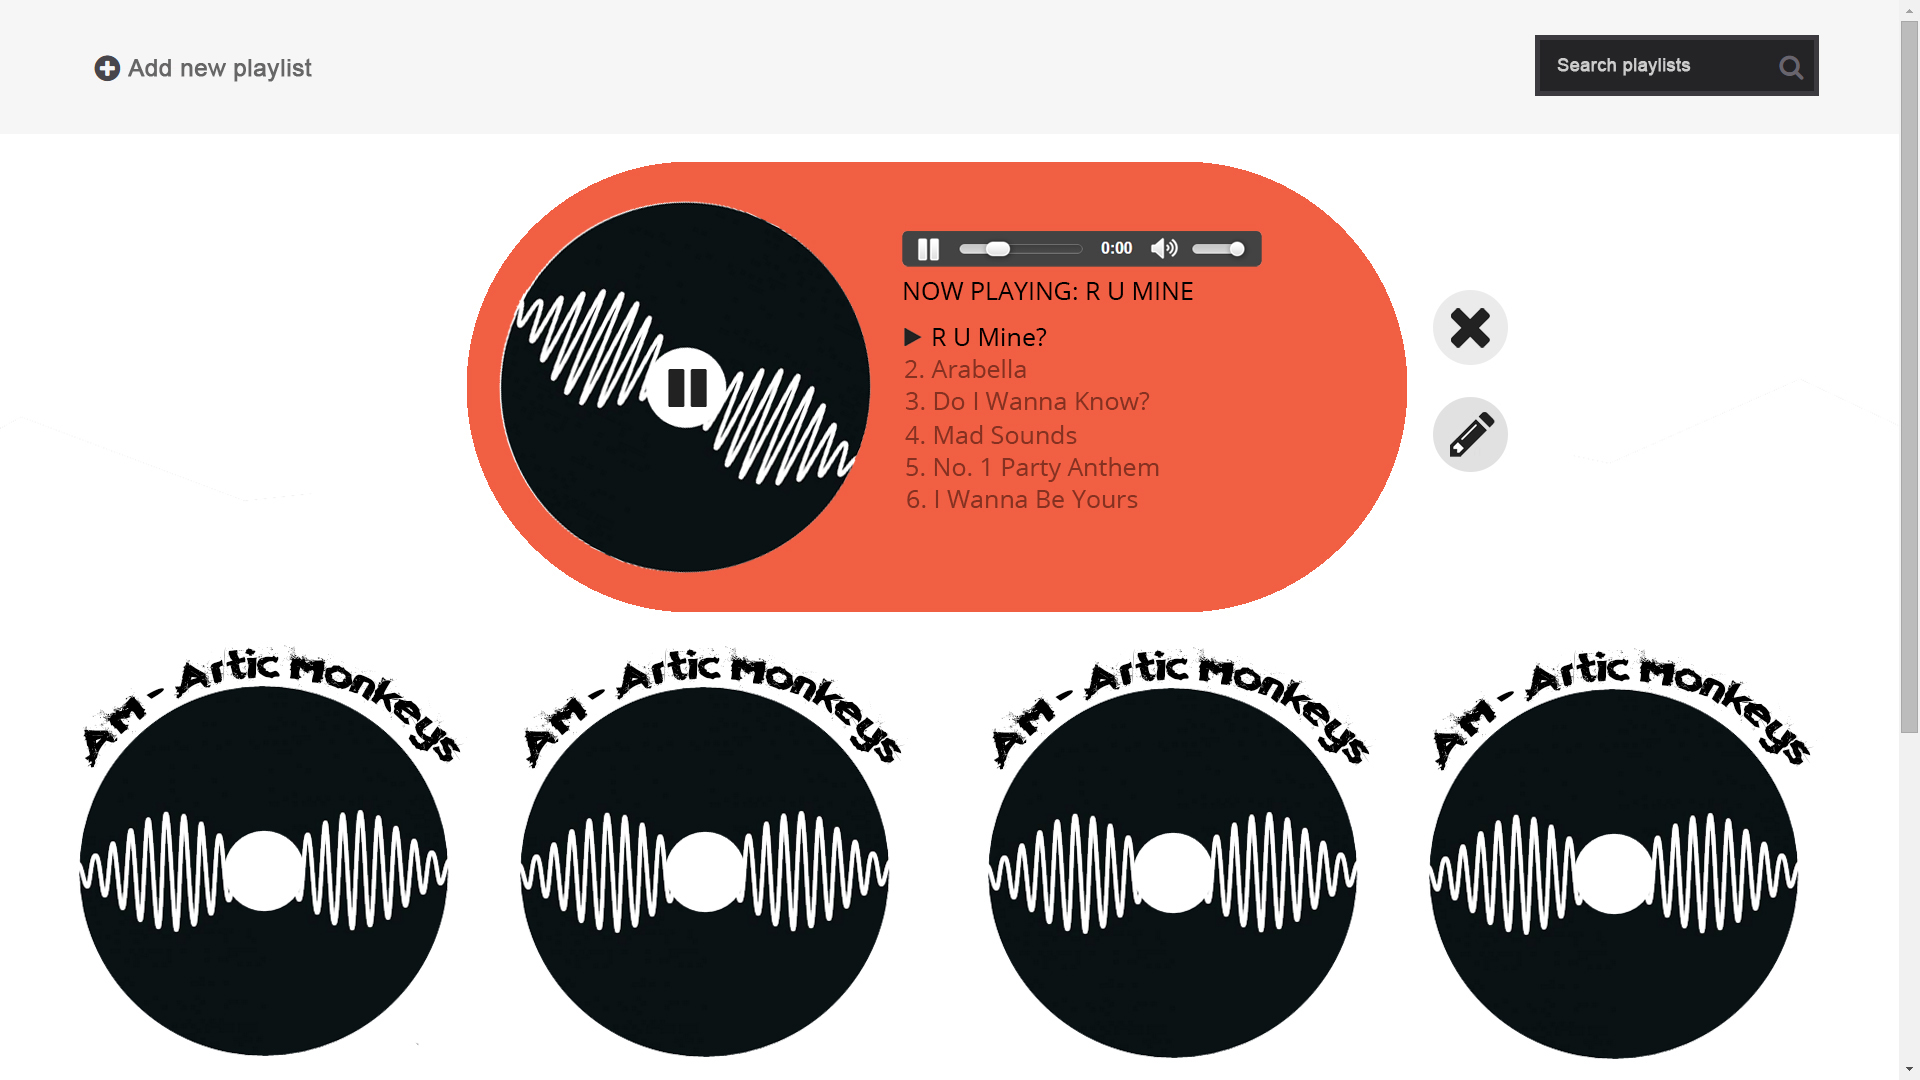 Add new playlist
Search playlists
0:00
NOW PLAYING: R U MINE
R U Mine?
2. Arabella
3. Do I Wanna Know?
4. Mad Sounds
5. No. 1 Party Anthem
6. I Wanna Be Yours
AM - Artic Monkeys
AM - Artic Monkeys
AM - Artic Monkeys
AM - Artic Monkeys